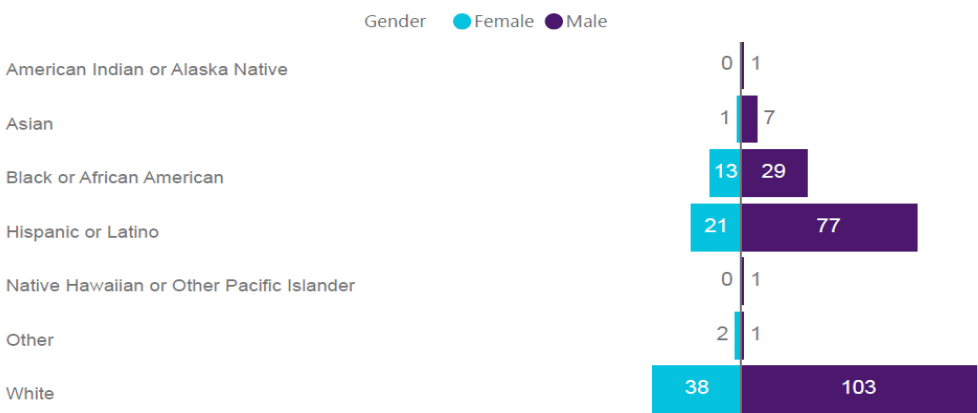 Gender Female Male
American Indian or Alaska Native 0 1
Asian 1 7
Black or African American 13 29
Hispanic or Latino 21 77
Native Hawaiian or Other Pacific Islander 0 1
Other 2 1
White 38 103